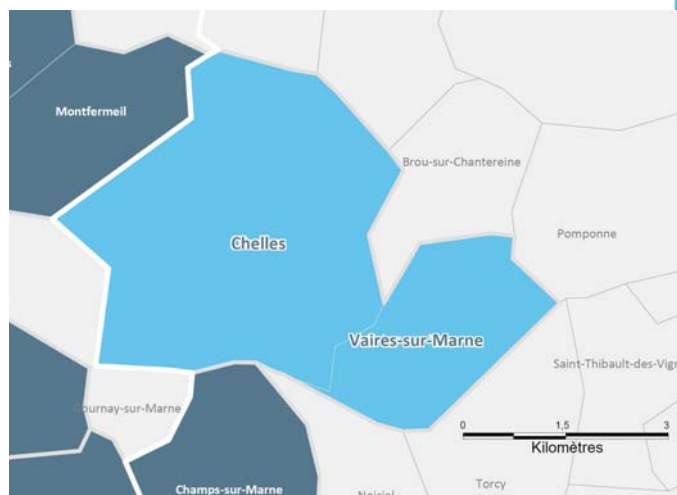 Montfermeil
Brou-sur-Chantereine
Chelles
Pomponne
Vaires-sur-Marne
Saint-Thibault-des-Vign
Gournay-sur-Marne
0 1,5 3
Kilomètres
Champs-sur-Marne
Torcy